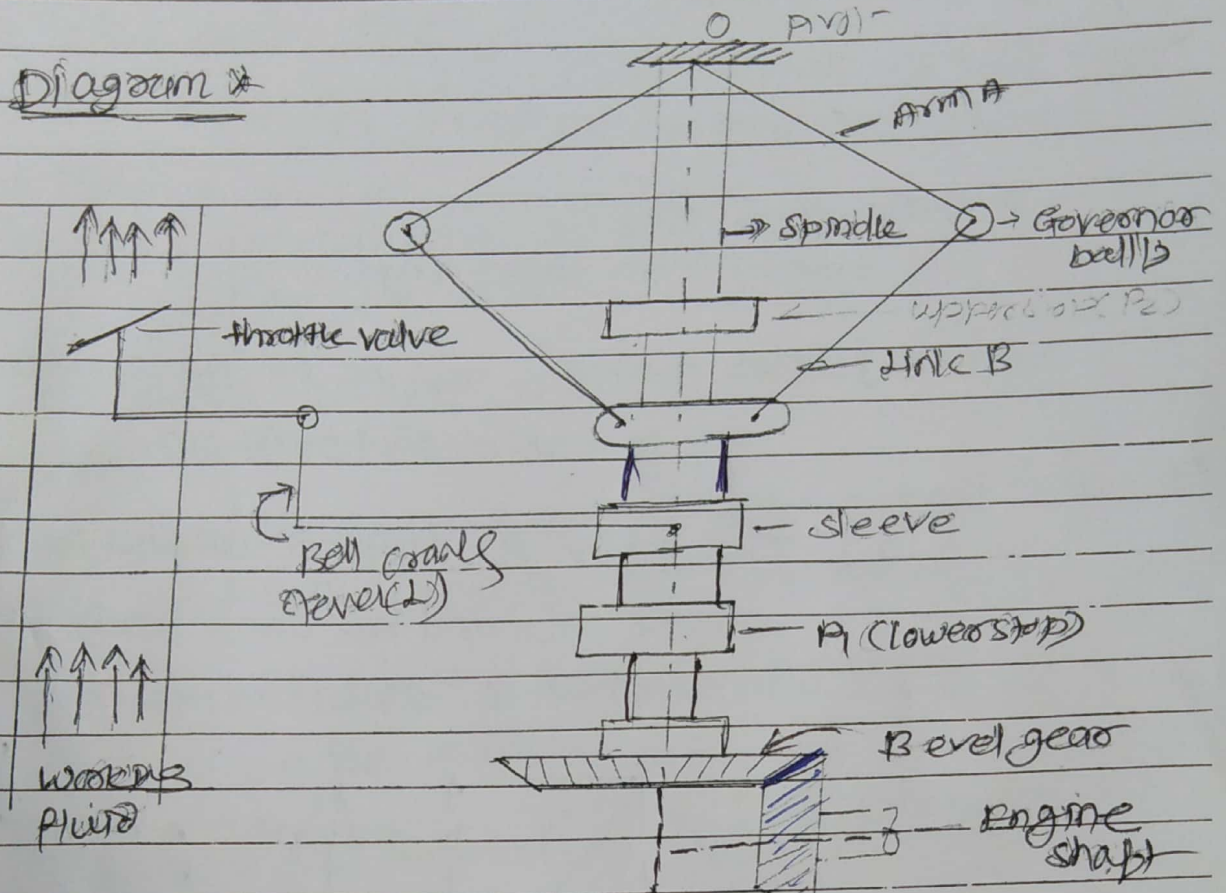 O Pivot
Diagram *
Arm A
Spindle
Governor
ball B
throttle valve
Link B
sleeve
Bell crank
lever(L)
P1 (lower stop)
Bevel gear
working
fluid
Engine
shaft